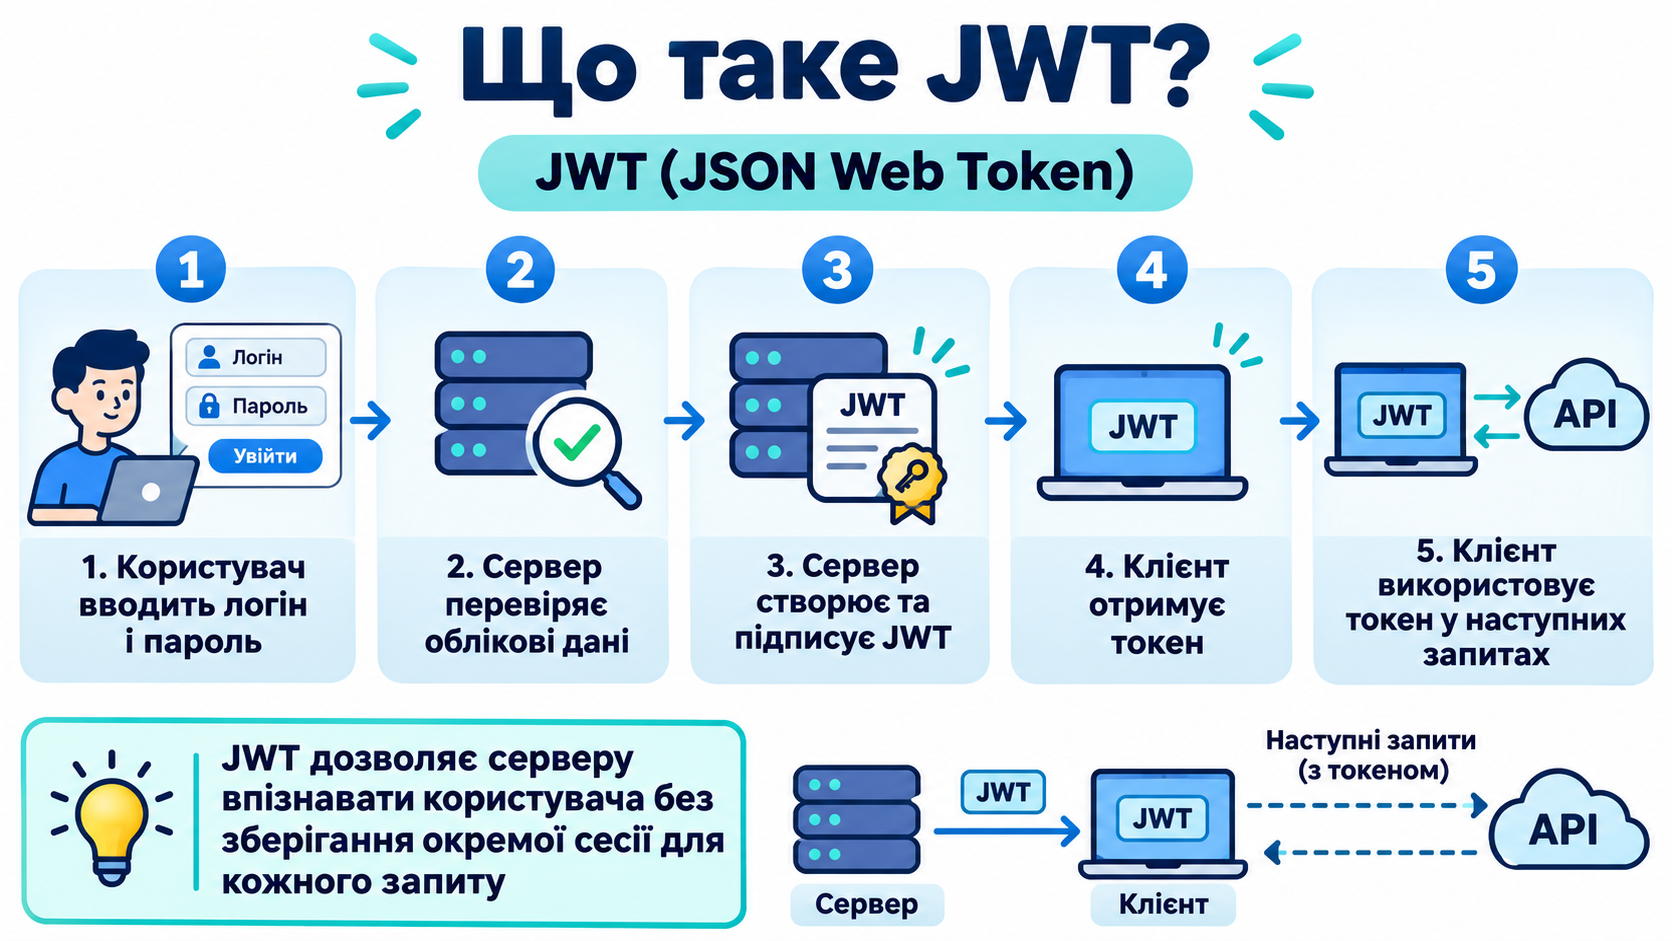 Що таке JWT?
JWT (JSON Web Token)
1
Логін
Пароль
Увійти
1. Користувач
вводить логін
і пароль
2
2. Сервер
перевіряє
облікові дані
3
JWT
3. Сервер
створює та
підписує JWT
4
JWT
4. Клієнт
отримує
токен
5
JWT
API
5. Клієнт
використовує
токен у наступних
запитах
JWT дозволяє серверу
впізнавати користувача без
зберігання окремої сесії для
кожного запиту
JWT
Сервер
JWT
Клієнт
Наступні запити
(з токеном)
API